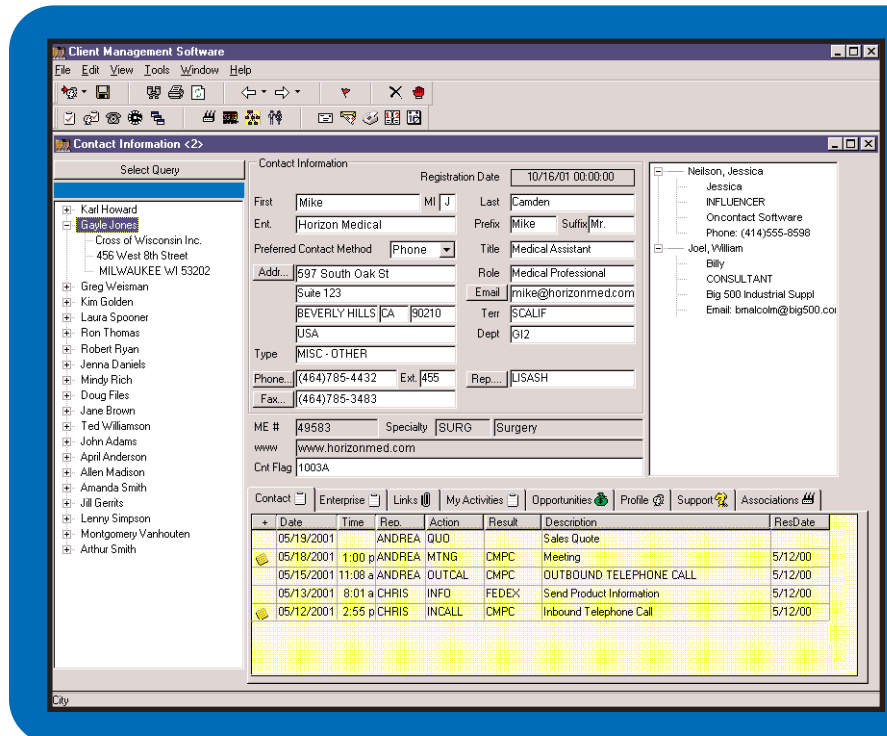 Client Management Software
File Edit View Tools Window Help
Contact Information <2>
Select Query
Karl Howard
Gayle Jones
Cross of Wisconsin Inc.
456 West 8th Street
MILWAUKEE WI 53202
Greg Weisman
Kim Golden
Laura Spooner
Ron Thomas
Robert Ryan
Jenna Daniels
Mindy Rich
Doug Files
Jane Brown
Ted Williamson
John Adams
April Anderson
Allen Madison
Amanda Smith
Jill Gerrits
Lenny Simpson
Montgomery Vanhouten
Arthur Smith
Contact Information
Registration Date 10/16/01 00:00:00
First Mike MI J Last Camden
Ent. Horizon Medical Prefix Mike Suffix Mr.
Preferred Contact Method Phone Title Medical Assistant
Addr... 597 South Oak St Role Medical Professional
Suite 123 Email mike@horizonmed.com
BEVERLY HILLS CA 90210 Terr SCALIF
USA Dept GI2
Type MISC - OTHER
Phone... (464)785-4432 Ext. 455 Rep.... LISASH
Fax... (464)785-3483
ME # 49583 Specialty SURG Surgery
www www.horizonmed.com
Cnt Flag 1003A
Neilson, Jessica
Jessica
INFLUENCER
Oncontact Software
Phone: (414)555-8598
Joel, William
Billy
CONSULTANT
Big 500 Industrial Suppl
Email: bmalcolm@big500.co
Contact Enterprise Links My Activities Opportunities Profile Support Associations
+ Date Time Rep. Action Result Description ResDate
05/19/2001 ANDREA QUO Sales Quote
05/18/2001 1:00 p ANDREA MTNG CMPC Meeting 5/12/00
05/15/2001 11:08 a ANDREA OUTCAL CMPC OUTBOUND TELEPHONE CALL 5/12/00
05/13/2001 8:01 a CHRIS INFO FEDEX Send Product Information 5/12/00
05/12/2001 2:55 p CHRIS INCALL CMPC Inbound Telephone Call 5/12/00
City